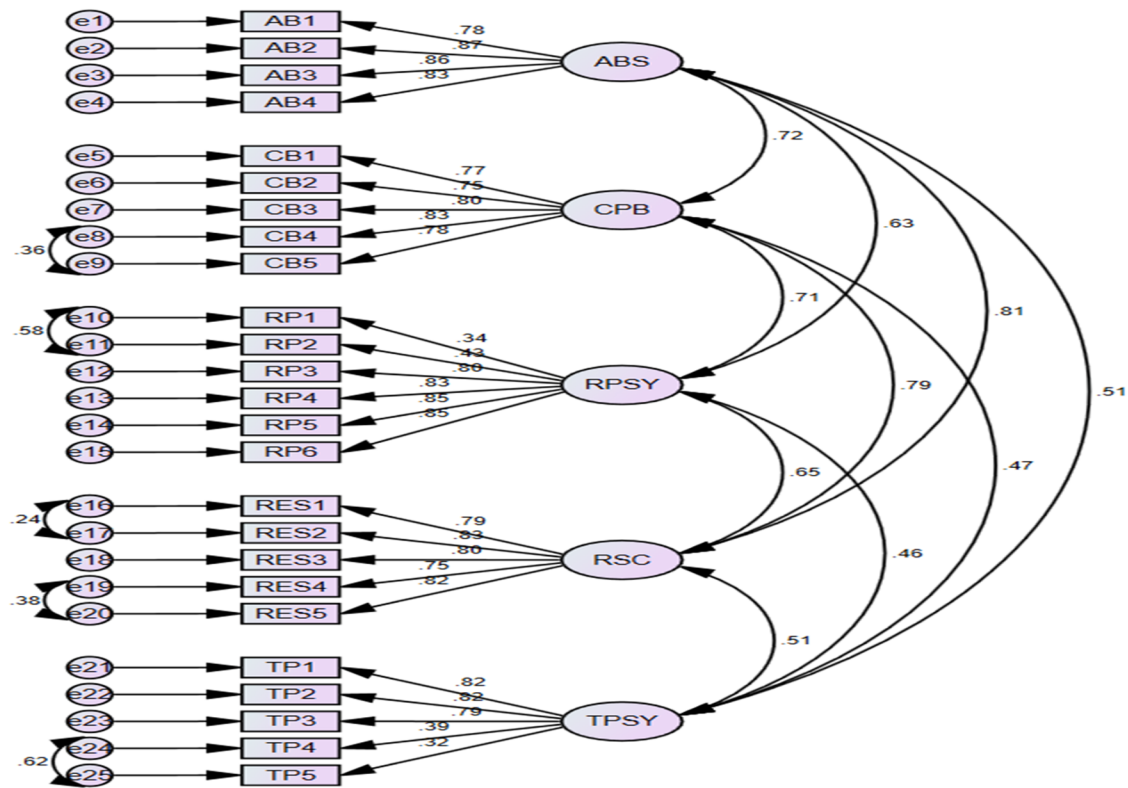 e1 AB1 .78
e2 AB2 .87 ABS
e3 AB3 .86
e4 AB4 .83
.72
e5 CB1 .77
e6 CB2 .75
e7 CB3 .80 CPB .63
e8 CB4 .83
.36
e9 CB5 .78
.71
.81
e10 RP1
.58 .34
e11 RP2 .43
e12 RP3 .80
e13 RP4 .83 RPSY .79 .51
e14 RP5 .85
e15 RP6 .85
.65 .47
e16 RES1
.24 .79
e17 RES2 .83
e18 RES3 .80 RSC .46
e19 RES4 .75
.38
e20 RES5 .82
.51
e21 TP1 .82
e22 TP2 .82
e23 TP3 .79 TPSY
e24 TP4 .39
.62
e25 TP5 .32